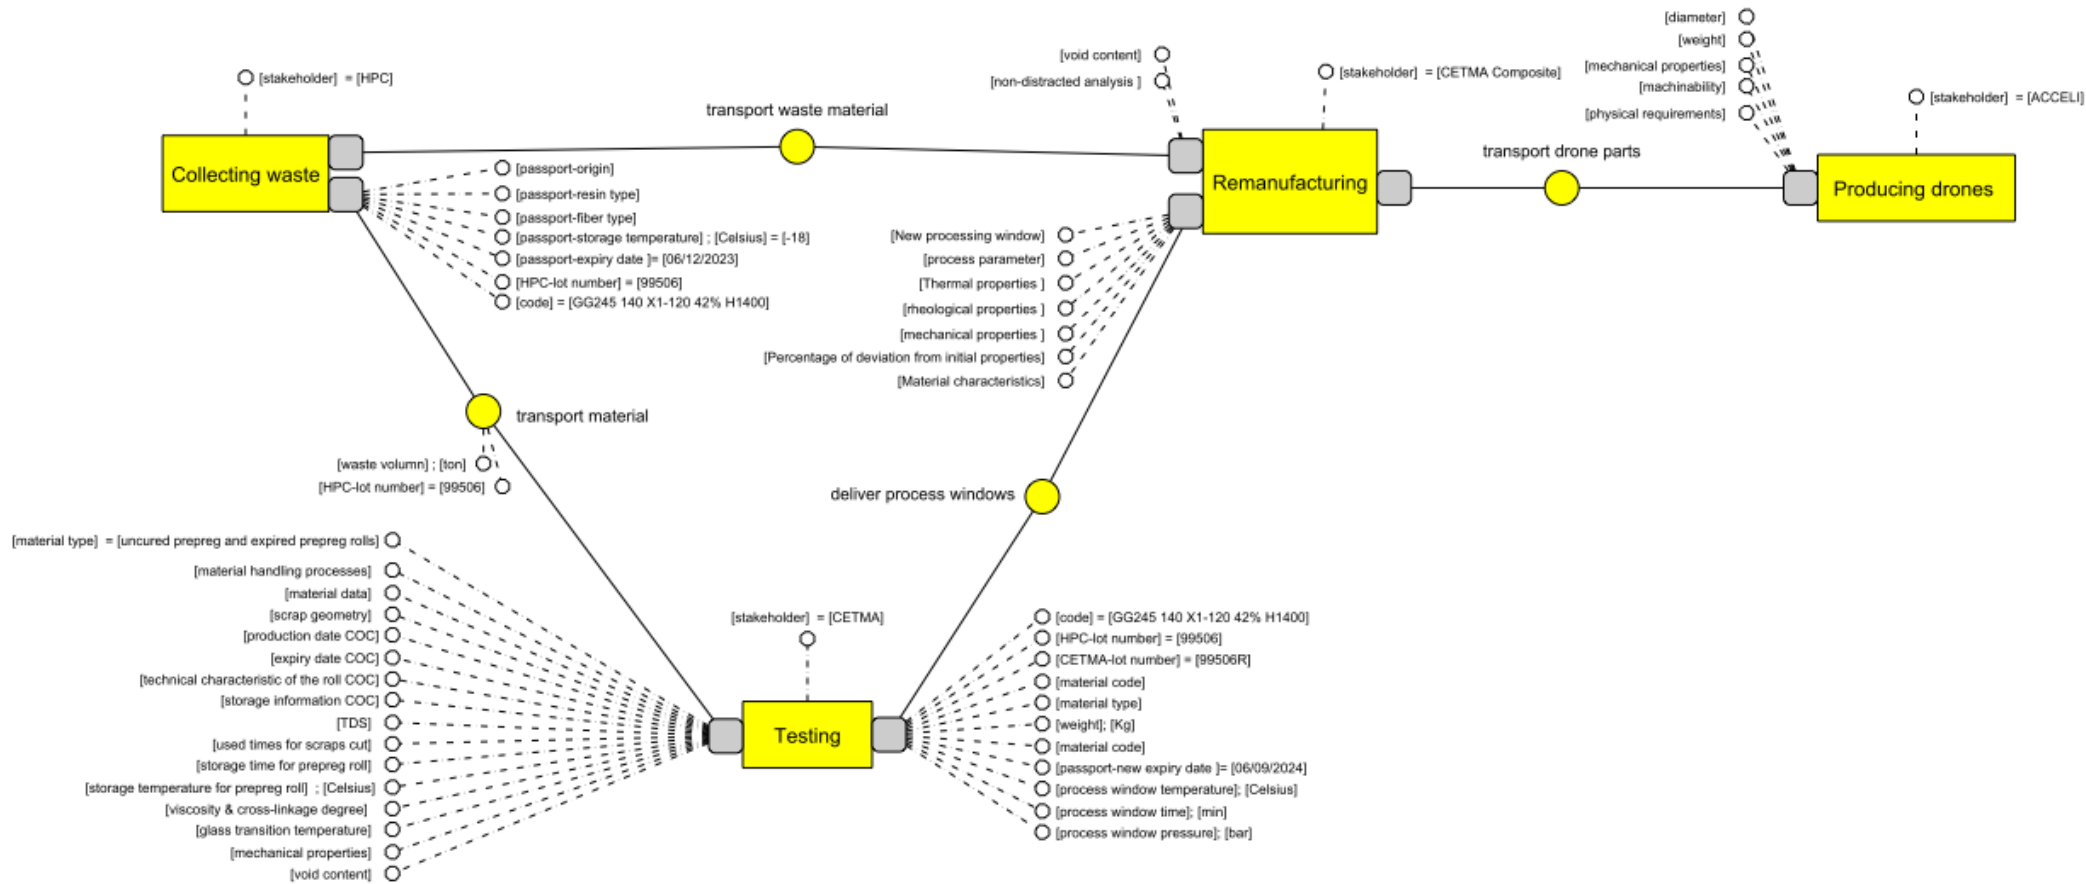 [stakeholder] = [HPC]
Collecting waste
transport waste material
[passport-origin]
[passport-resin type]
[passport-fiber type]
[passport-storage temperature] ; [Celsius] = [-18]
[passport-expiry date ]= [06/12/2023]
[HPC-lot number] = [99506]
[code] = [GG245 140 X1-120 42% H1400]
[void content]
[non-distracted analysis ]
[stakeholder] = [CETMA Composite]
Remanufacturing
[New processing window]
[process parameter]
[Thermal properties ]
[rheological properties ]
[mechanical properties ]
[Percentage of deviation from initial properties]
[Material characteristics]
[diameter]
[weight]
[mechanical properties]
[machinability]
[physical requirements]
transport drone parts
[stakeholder] = [ACCELI]
Producing drones
transport material
[waste volumn] ; [ton]
[HPC-lot number] = [99506]
deliver process windows
[material type] = [uncured prepreg and expired prepreg rolls]
[material handling processes]
[material data]
[scrap geometry]
[production date COC]
[expiry date COC]
[technical characteristic of the roll COC]
[storage information COC]
[TDS]
[used times for scraps cut]
[storage time for prepreg roll]
[storage temperature for prepreg roll] ; [Celsius]
[viscosity & cross-linkage degree]
[glass transition temperature]
[mechanical properties]
[void content]
[stakeholder] = [CETMA]
Testing
[code] = [GG245 140 X1-120 42% H1400]
[HPC-lot number] = [99506]
[CETMA-lot number] = [99506R]
[material code]
[material type]
[weight]; [Kg]
[material code]
[passport-new expiry date ]= [06/09/2024]
[process window temperature]; [Celsius]
[process window time]; [min]
[process window pressure]; [bar]